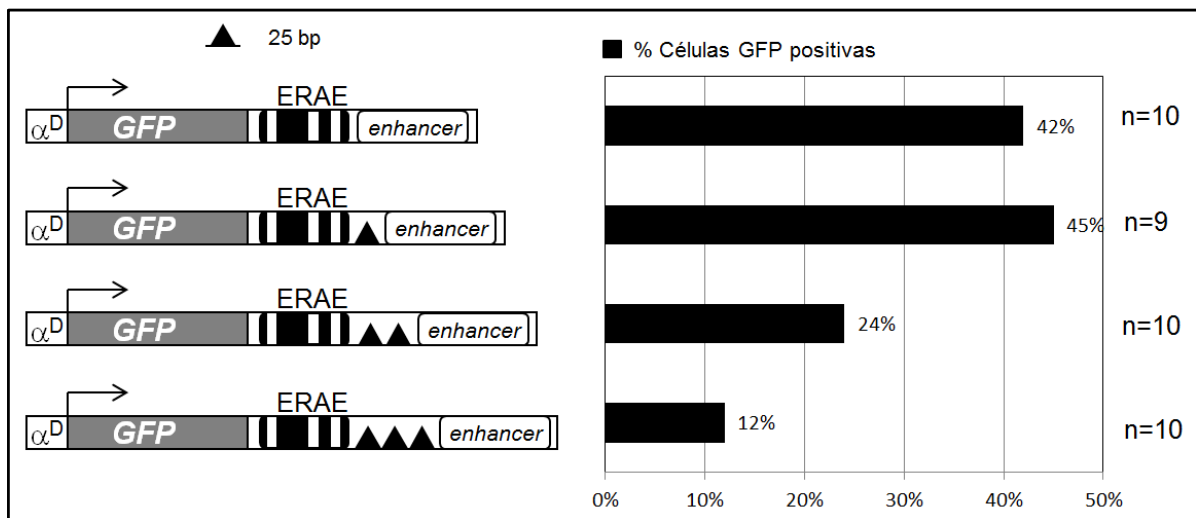 25 bp
% Células GFP positivas
ERAE
αD GFP enhancer
42%
n=10
ERAE
αD GFP enhancer
45%
n=9
ERAE
αD GFP enhancer
24%
n=10
ERAE
αD GFP enhancer
12%
n=10
0% 10% 20% 30% 40% 50%